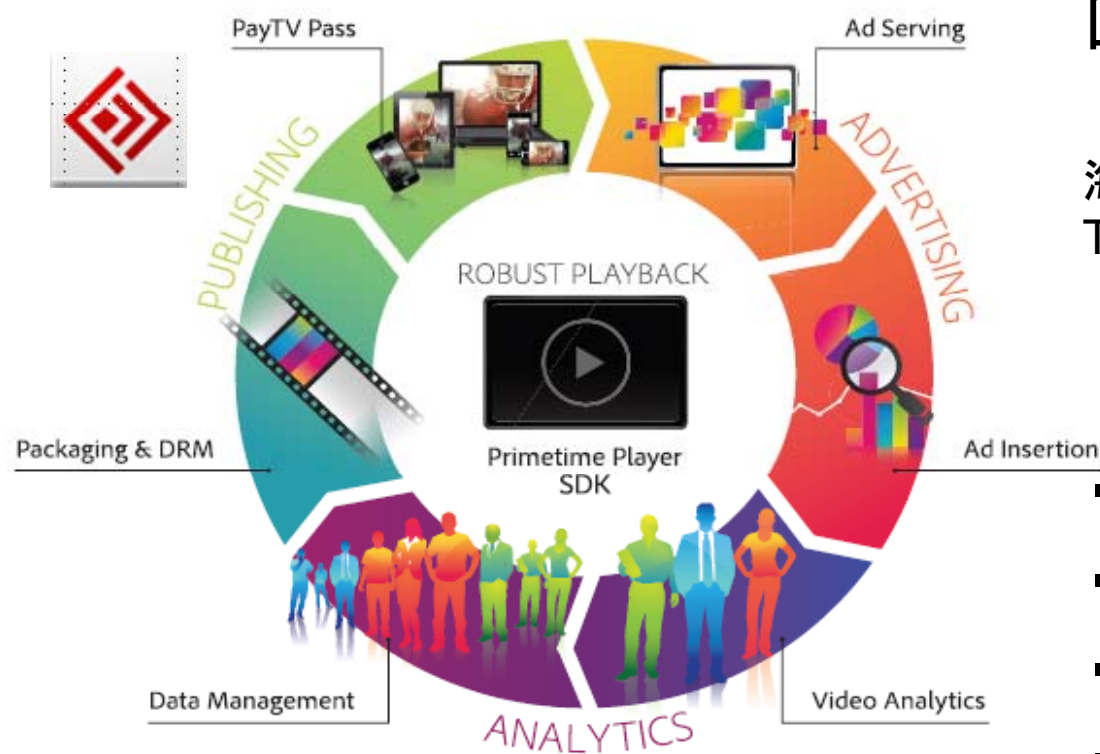 PayTV Pass
Ad Serving
PUBLISHING
ADVERTISING
ROBUST PLAYBACK
Primetime Player
SDK
Packaging & DRM
Ad Insertion
Data Management
Video Analytics
ANALYTICS